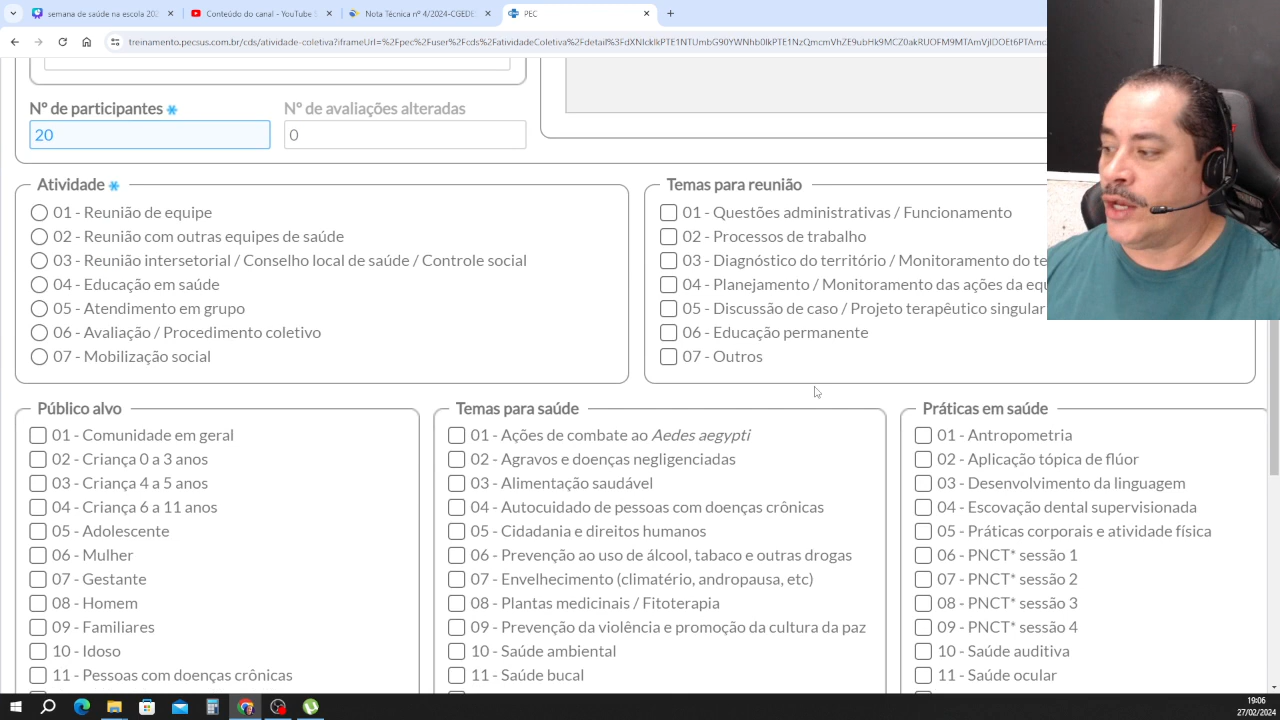 semana 3 - 2024
Início do canal - YouTube
Nota Técnica nº 4/2024-CGEDE
PEC
treinamento.pecsus.com.br/cds/atividade-coletiva?iframeUrl=
Nº de participantes *
Nº de avaliações alteradas
20
0
Atividade *
Temas para reunião
01 - Reunião de equipe
02 - Reunião com outras equipes de saúde
03 - Reunião intersetorial / Conselho local de saúde / Controle social
04 - Educação em saúde
05 - Atendimento em grupo
06 - Avaliação / Procedimento coletivo
07 - Mobilização social
01 - Questões administrativas / Funcionamento
02 - Processos de trabalho
03 - Diagnóstico do território / Monitoramento do te
04 - Planejamento / Monitoramento das ações da equ
05 - Discussão de caso / Projeto terapêutico singular
06 - Educação permanente
07 - Outros
Público alvo
01 - Comunidade em geral
02 - Criança 0 a 3 anos
03 - Criança 4 a 5 anos
04 - Criança 6 a 11 anos
05 - Adolescente
06 - Mulher
07 - Gestante
08 - Homem
09 - Familiares
10 - Idoso
11 - Pessoas com doenças crônicas
Temas para saúde
01 - Ações de combate ao Aedes aegypti
02 - Agravos e doenças negligenciadas
03 - Alimentação saudável
04 - Autocuidado de pessoas com doenças crônicas
05 - Cidadania e direitos humanos
06 - Prevenção ao uso de álcool, tabaco e outras drogas
07 - Envelhecimento (climatério, andropausa, etc)
08 - Plantas medicinais / Fitoterapia
09 - Prevenção da violência e promoção da cultura da paz
10 - Saúde ambiental
11 - Saúde bucal
Práticas em saúde
01 - Antropometria
02 - Aplicação tópica de flúor
03 - Desenvolvimento da linguagem
04 - Escovação dental supervisionada
05 - Práticas corporais e atividade física
06 - PNCT* sessão 1
07 - PNCT* sessão 2
08 - PNCT* sessão 3
09 - PNCT* sessão 4
10 - Saúde auditiva
11 - Saúde ocular
19:06
27/02/2024